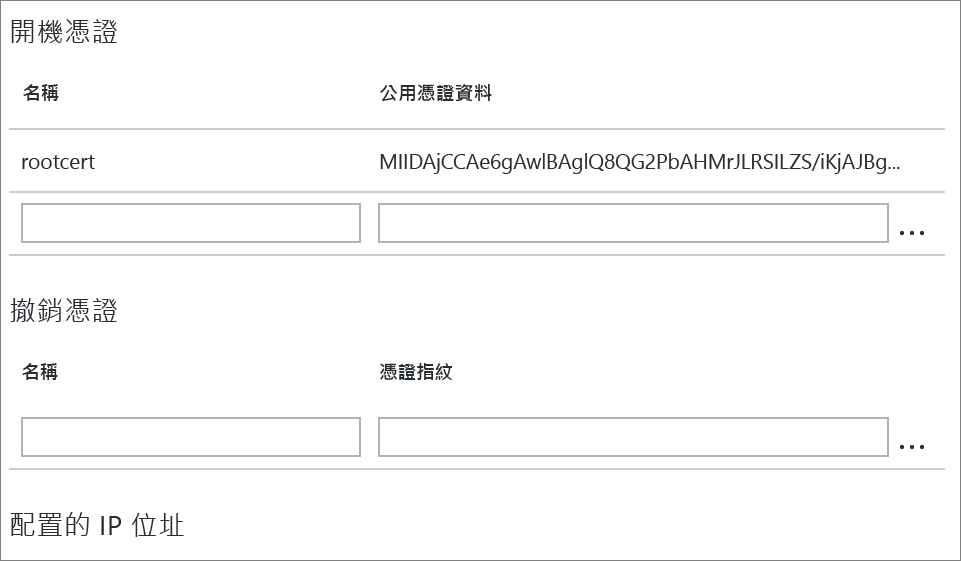 開機憑證
名稱 公用憑證資料
rootcert MIIDAjCCAe6gAwlBAglQ8QG2PbAHMrJLRSILZS/iKjAJBg...
...
撤銷憑證
名稱 憑證指紋
...
配置的 IP 位址